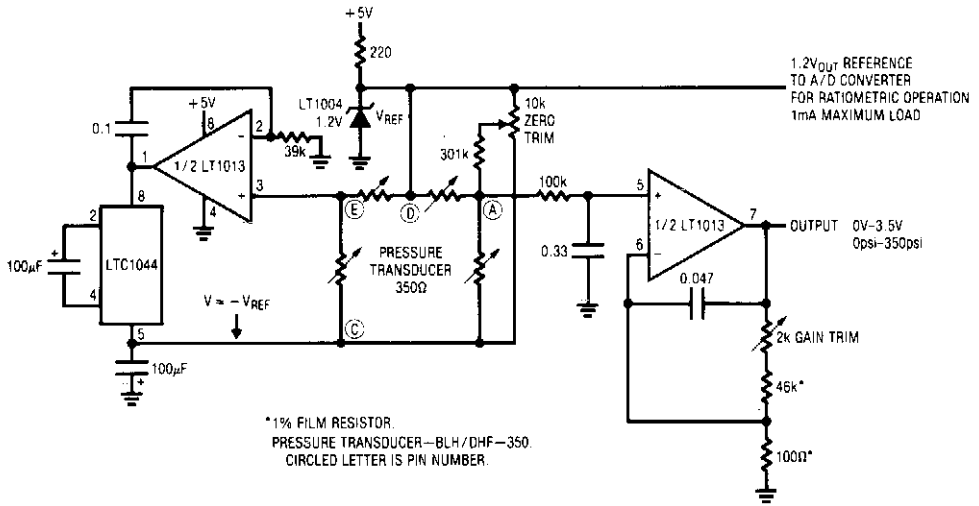 +5V
220
LT1004
1.2V
VREF
10k
ZERO
TRIM
1.2VOUT REFERENCE
TO A/D CONVERTER
FOR RATIOMETRIC OPERATION
1mA MAXIMUM LOAD
0.1
+5V
8
2
−
39k
1
1/2 LT1013
+
3
4
301k
E
D
A
100k
5
+
1/2 LT1013
7
OUTPUT 0V–3.5V
0psi–350psi
6
−
0.33
0.047
8
2
+
100µF
LTC1044
4
5
PRESSURE
TRANSDUCER
350Ω
V = −VREF
C
100µF
+
2k GAIN TRIM
46k*
100Ω*
*1% FILM RESISTOR.
PRESSURE TRANSDUCER—BLH/DHF—350.
CIRCLED LETTER IS PIN NUMBER.